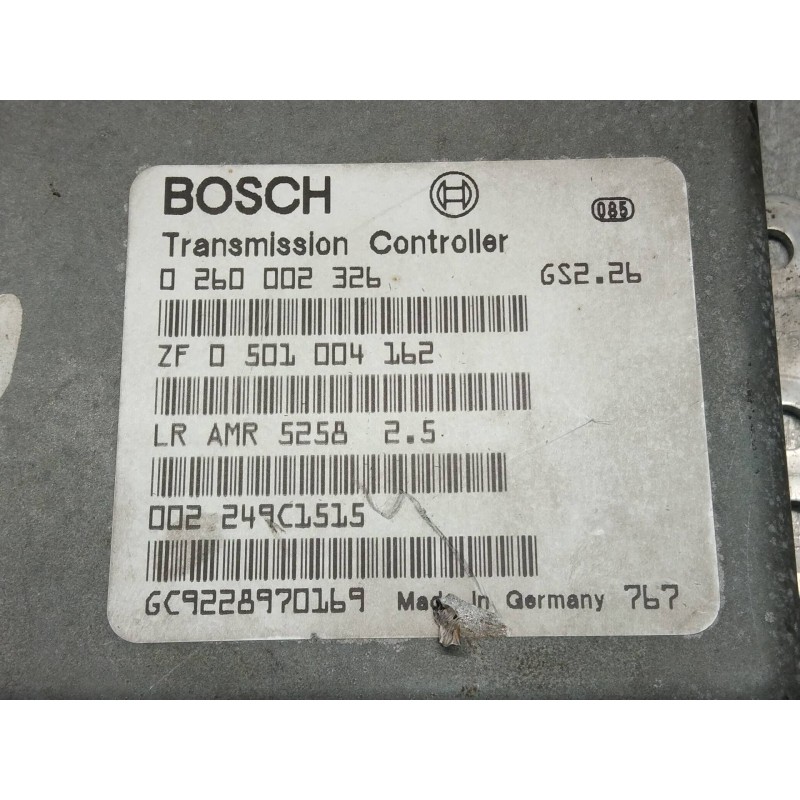 BOSCH
085
Transmission Controller
0 260 002 326 GS2.26
ZF 0 501 004 162
LR AMR 5258 2.5
002 249C1515
GC9228970169 Made in Germany 767